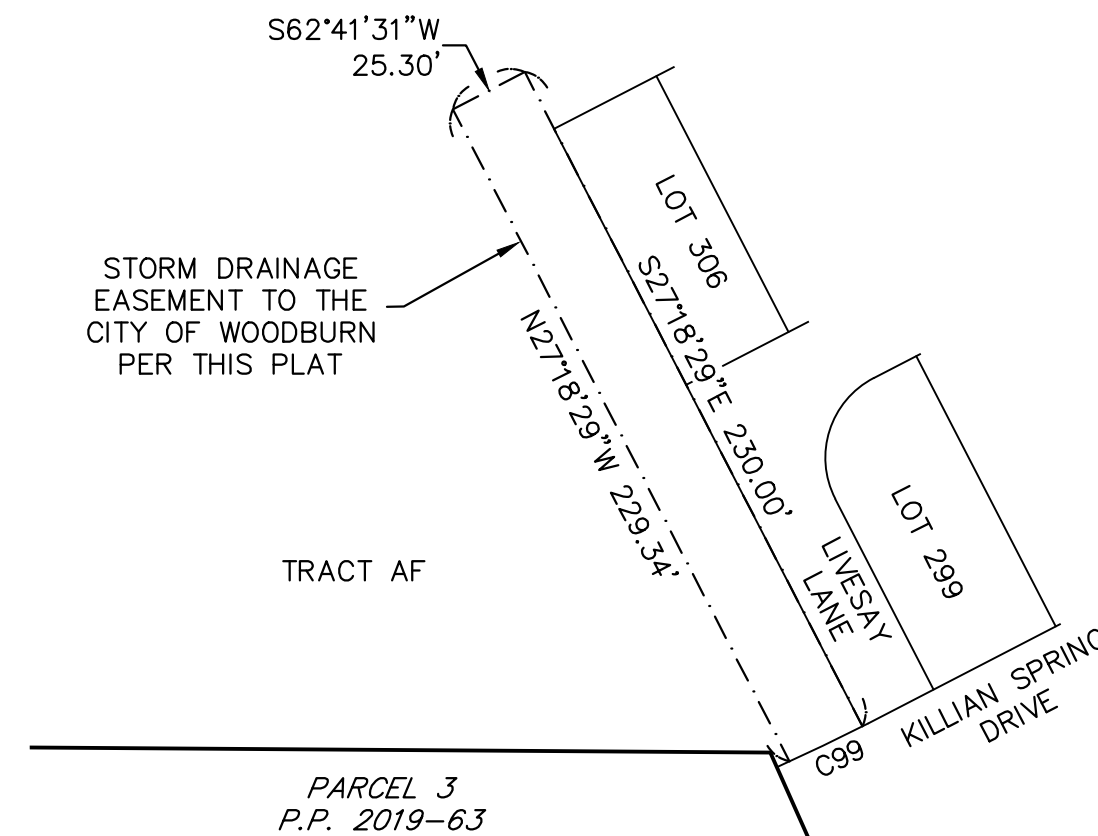 S62°41'31"W
25.30'
LOT 306
STORM DRAINAGE
EASEMENT TO THE
CITY OF WOODBURN
PER THIS PLAT
S27°18'29"E 230.00'
N27°18'29"W 229.34'
LOT 299
LIVESAY
LANE
TRACT AF
KILLIAN SPRING
DRIVE
C99
PARCEL 3
P.P. 2019-63